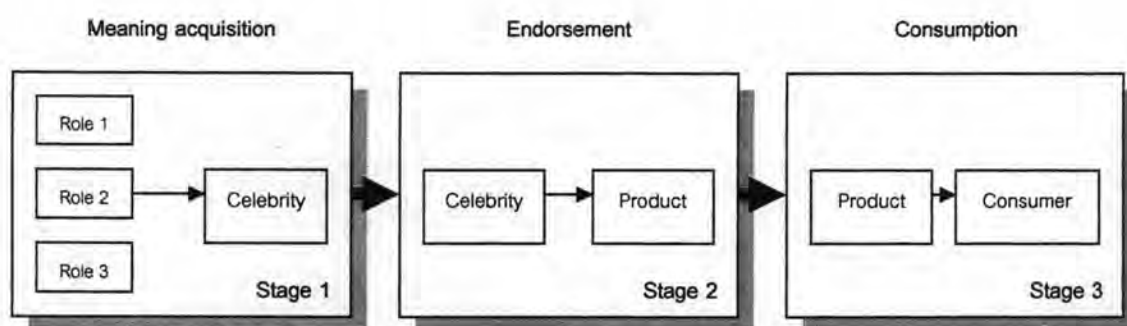 Meaning acquisition
Endorsement
Consumption
Role 1
Role 2
Role 3
Celebrity
Stage 1
Celebrity
Product
Stage 2
Product
Consumer
Stage 3